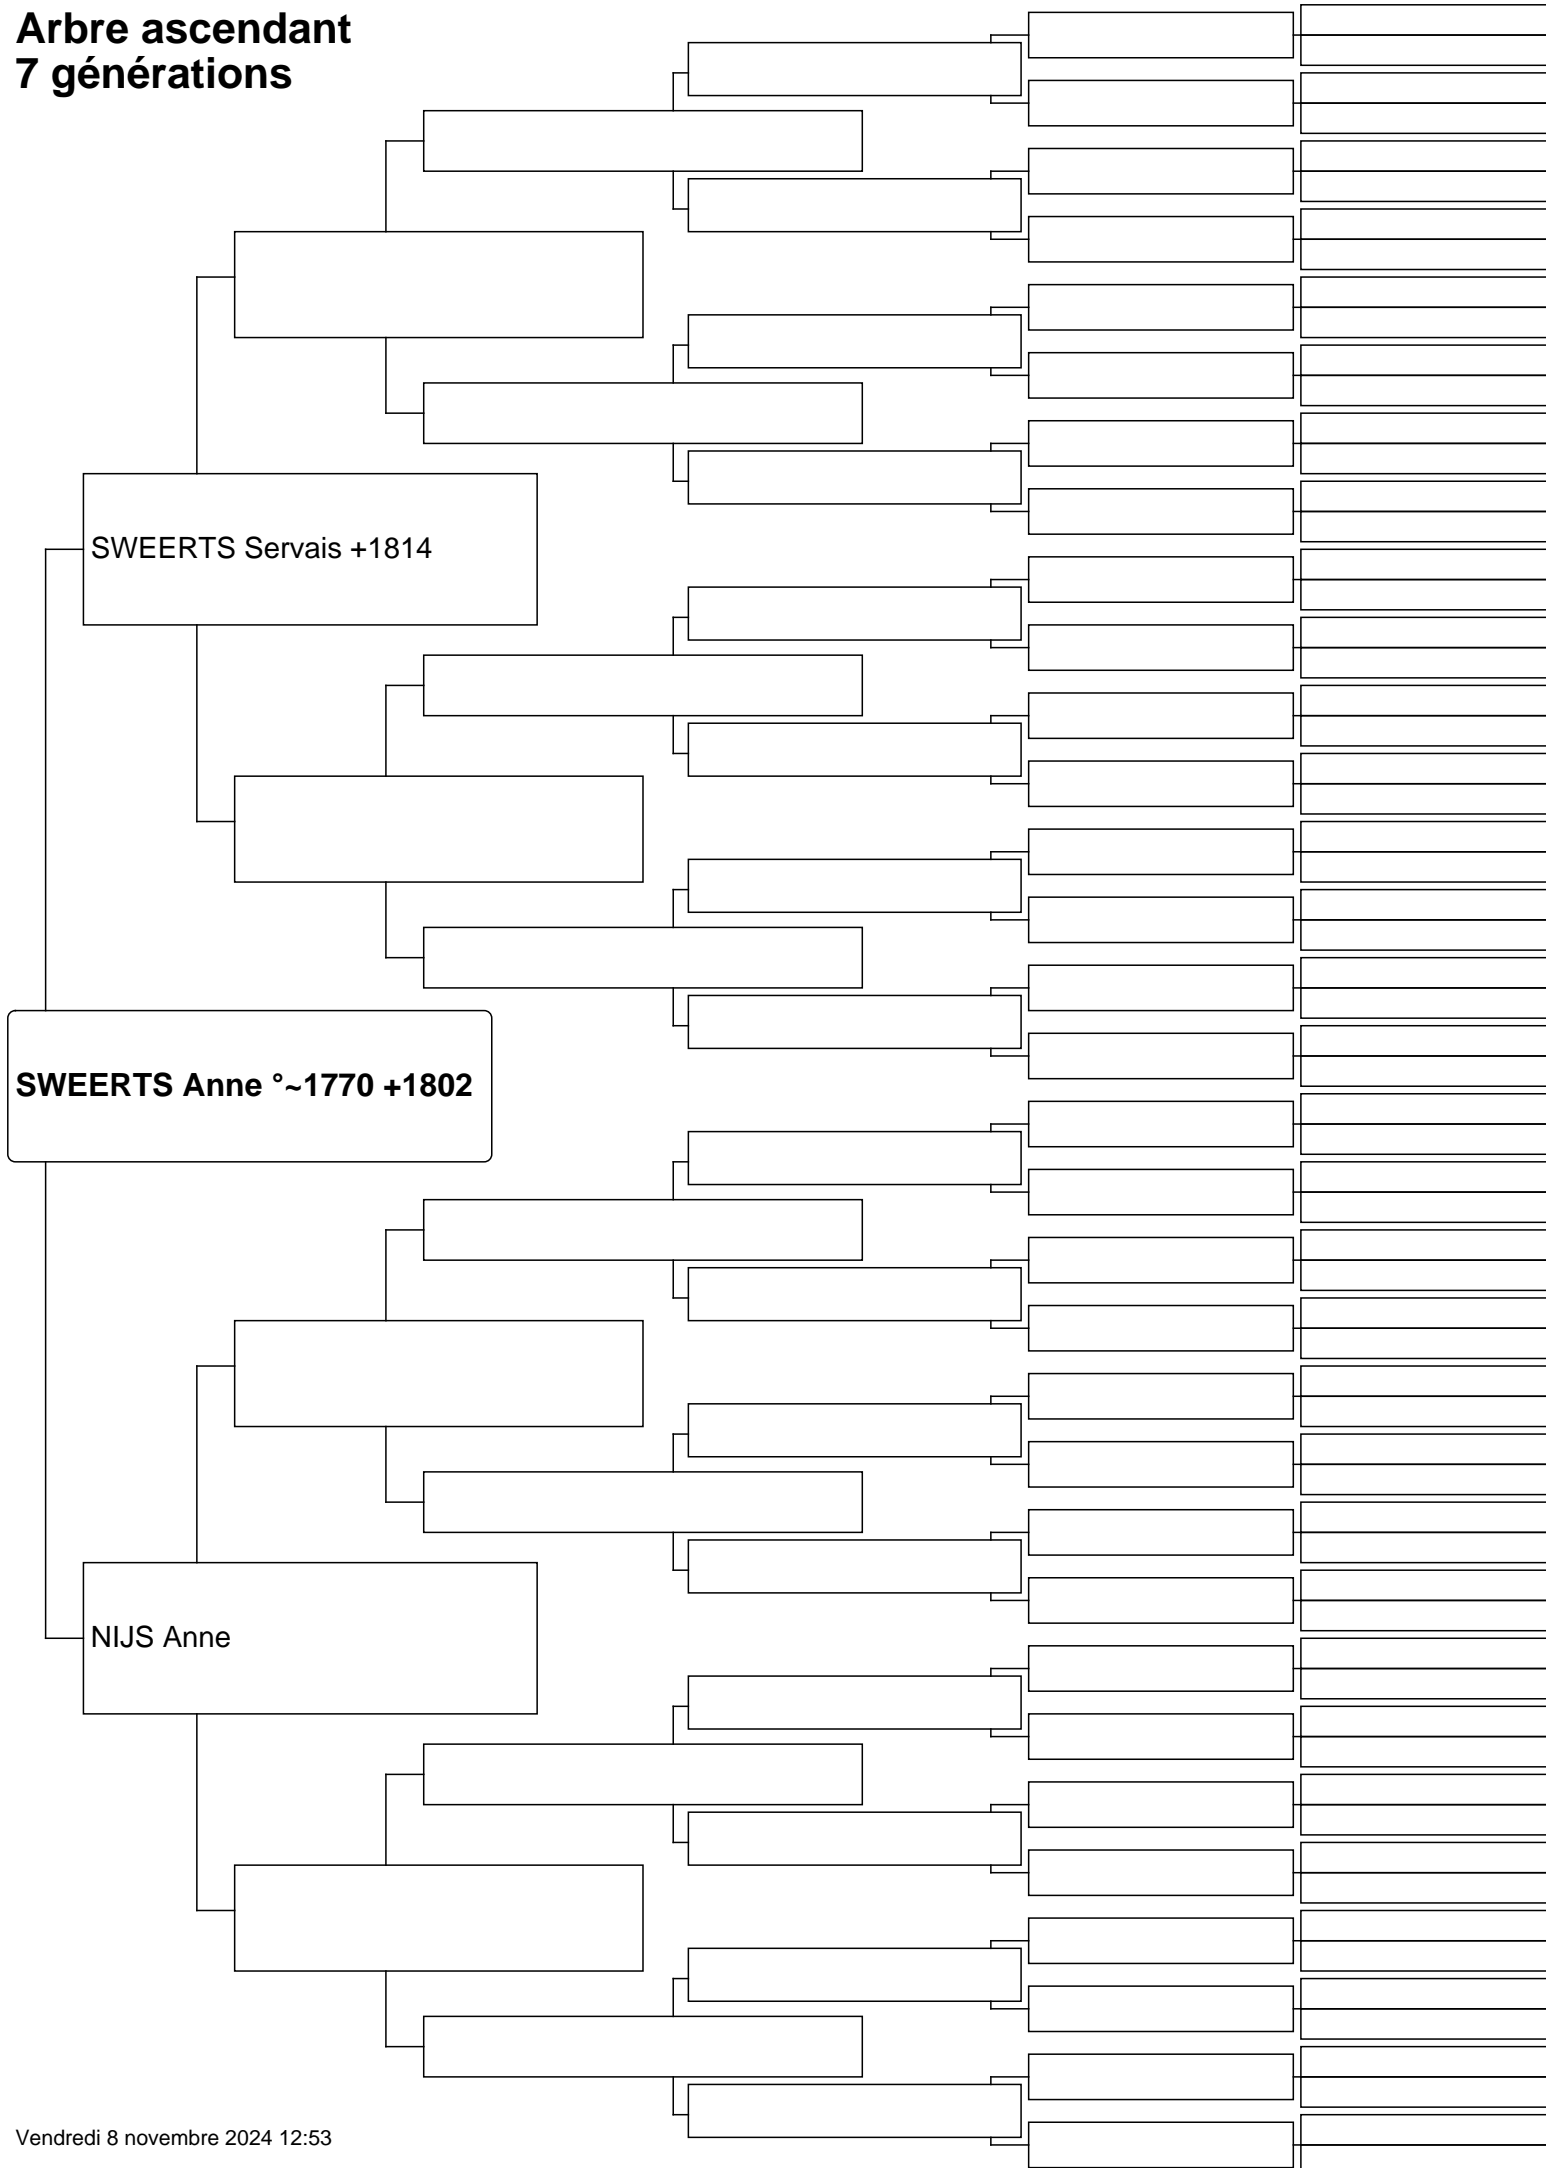 Arbre ascendant
7 générations
SWEERTS Servais +1814
SWEERTS Anne °~1770 +1802
NIJS Anne
Vendredi 8 novembre 2024 12:53